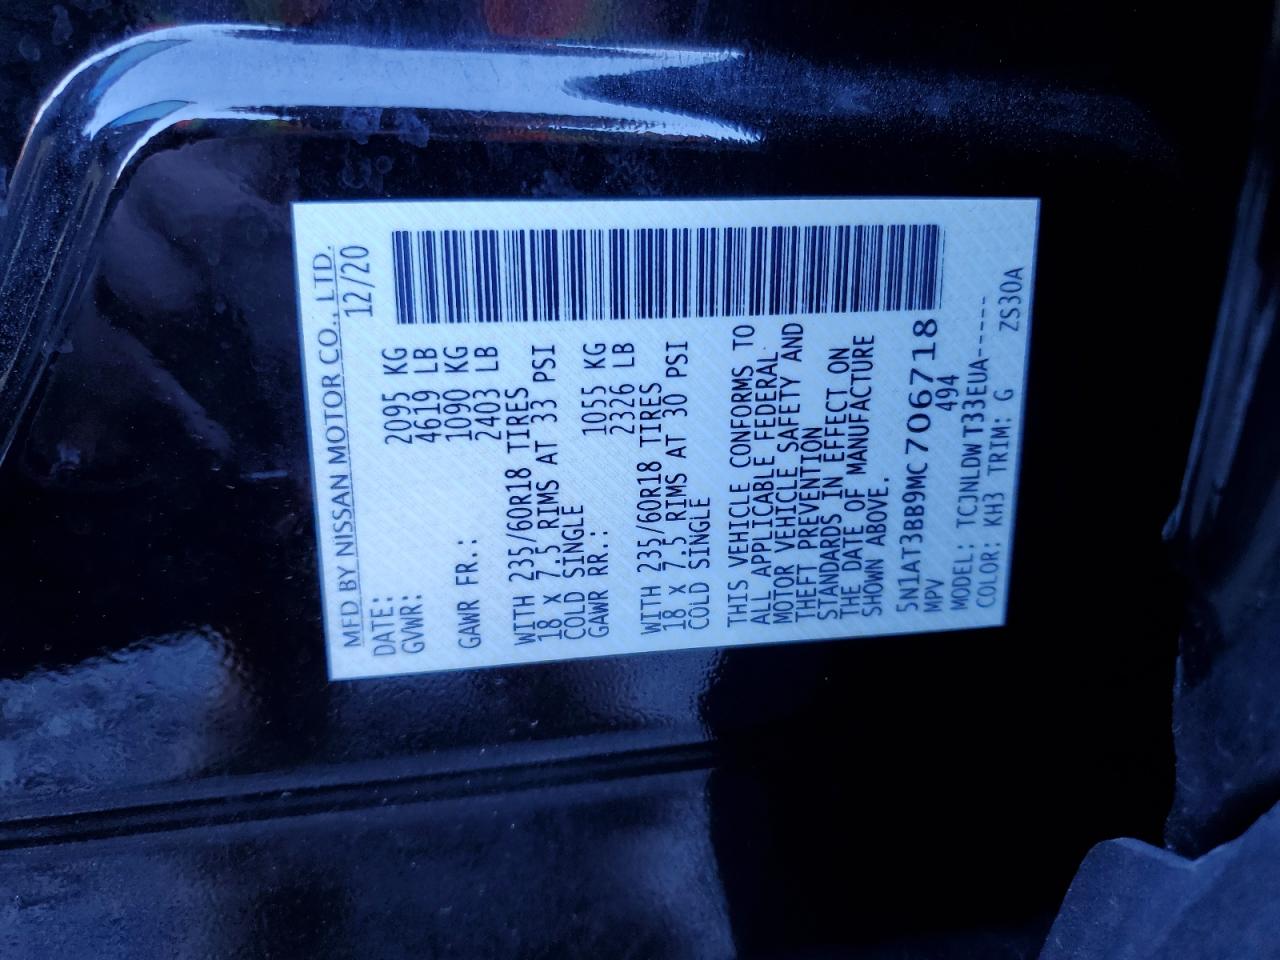 MFD BY NISSAN MOTOR CO., LTD.
DATE: 12/20
GVWR: 2095 KG
4619 LB
GAWR FR.: 1090 KG
2403 LB
WITH 235/60R18 TIRES
18 X 7.5 RIMS AT 33 PSI
COLD SINGLE
GAWR RR.: 1055 KG
2326 LB
WITH 235/60R18 TIRES
18 X 7.5 RIMS AT 30 PSI
COLD SINGLE
THIS VEHICLE CONFORMS TO
ALL APPLICABLE FEDERAL
MOTOR VEHICLE SAFETY AND
THEFT PREVENTION
STANDARDS IN EFFECT ON
THE DATE OF MANUFACTURE
SHOWN ABOVE.
5N1AT3BB9MC706718
MPV 494
MODEL: TCJNLDWT33EUA-----
COLOR: KH3 TRIM: G ZS30A